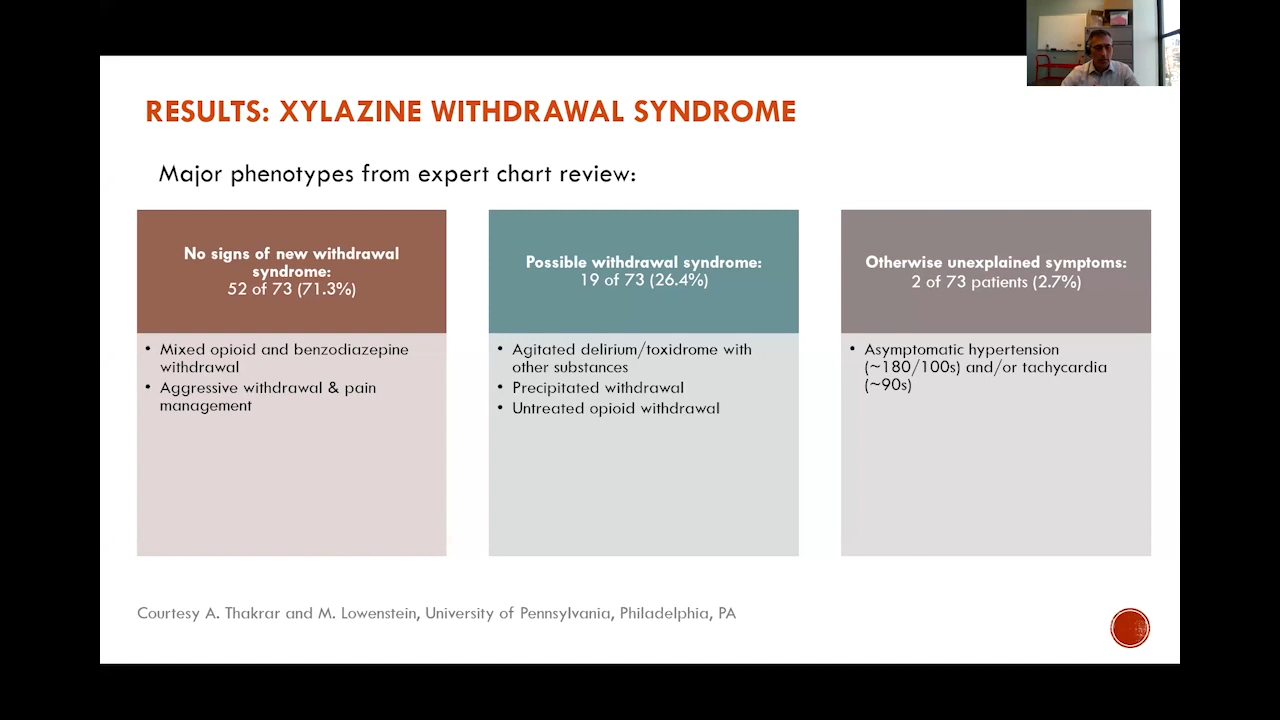 RESULTS: XYLAZINE WITHDRAWAL SYNDROME
Major phenotypes from expert chart review:
No signs of new withdrawal
syndrome:
52 of 73 (71.3%)
• Mixed opioid and benzodiazepine
withdrawal
• Aggressive withdrawal & pain
management
Possible withdrawal syndrome:
19 of 73 (26.4%)
• Agitated delirium/toxidrome with
other substances
• Precipitated withdrawal
• Untreated opioid withdrawal
Otherwise unexplained symptoms:
2 of 73 patients (2.7%)
• Asymptomatic hypertension
(~180/100s) and/or tachycardia
(~90s)
Courtesy A. Thakrar and M. Lowenstein, University of Pennsylvania, Philadelphia, PA